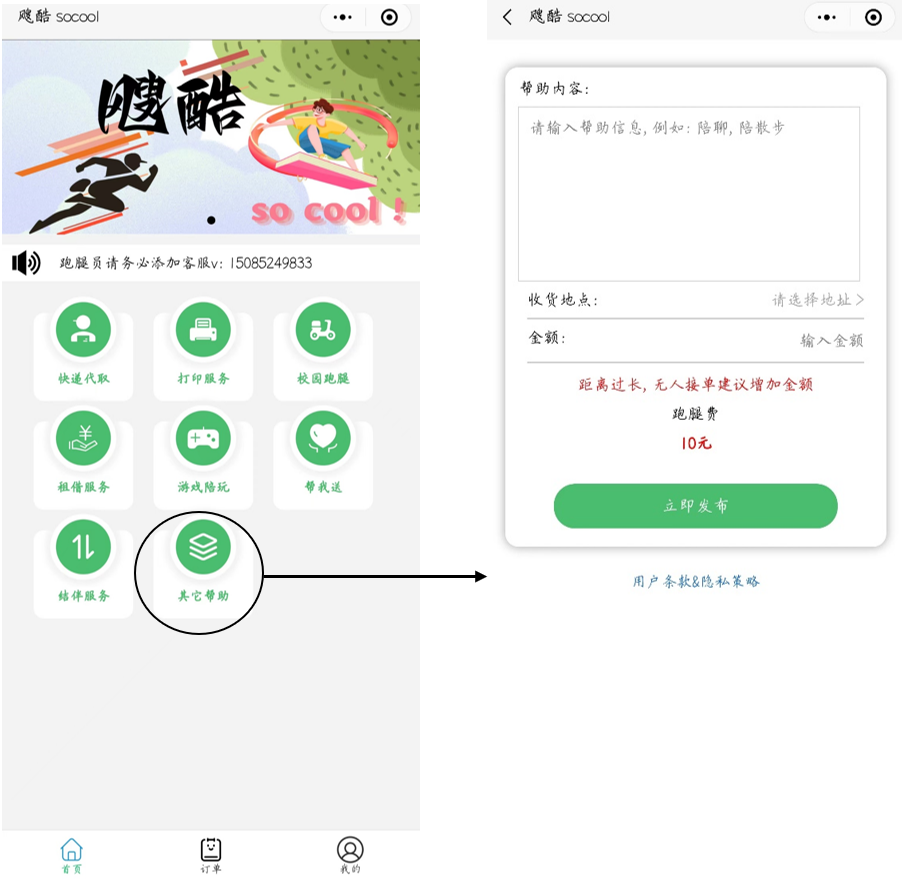 飕酷 socool
飕酷
so cool !
跑腿员请务必添加客服v: 15085249833
快递代取
打印服务
校园跑腿
租借服务
游戏陪玩
帮我送
结伴服务
其它帮助
首页
订单
我的
飕酷 socool
帮助内容:
请输入帮助信息, 例如: 陪聊, 陪散步
收货地点:
请选择地址
金额:
输入金额
距离过长, 无人接单建议增加金额
跑腿费
10元
立即发布
用户条款&隐私策略